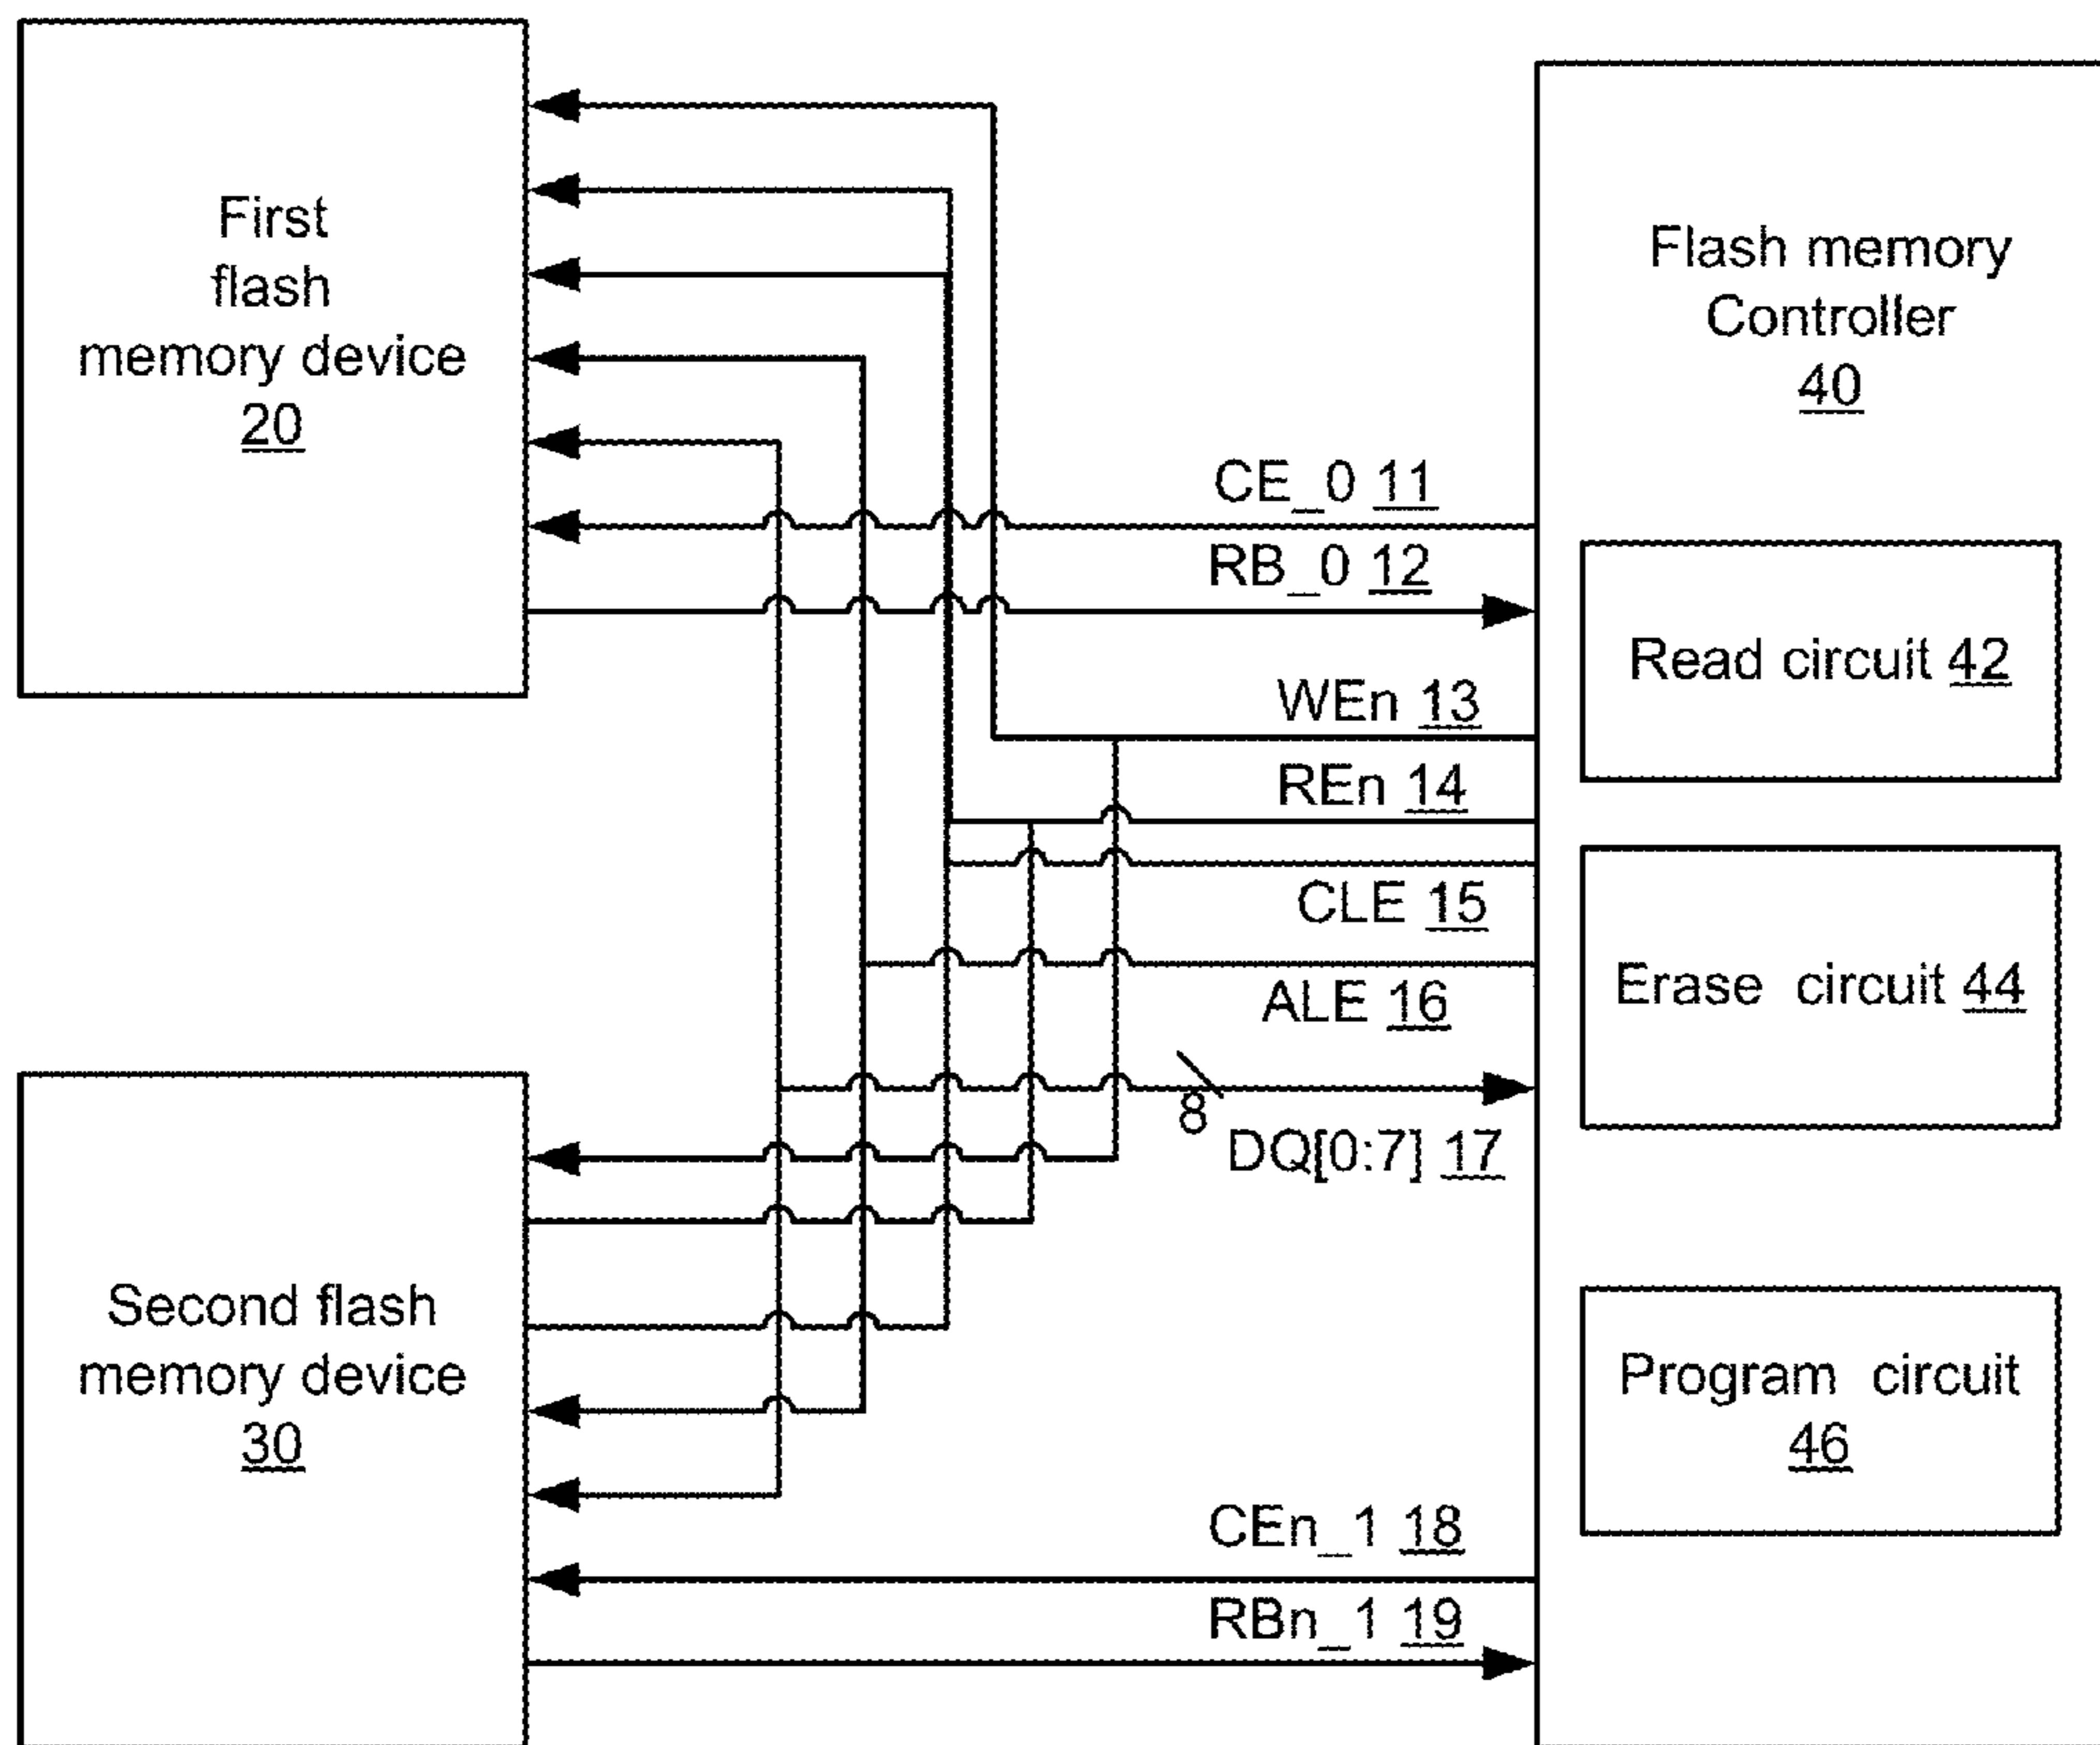 First
flash
memory device
20
Flash memory
Controller
40
CE_0 11
RB_0 12
Read circuit 42
WEn 13
REn 14
CLE 15
Erase circuit 44
ALE 16
8
DQ[0:7] 17
Second flash
memory device
30
Program circuit
46
CEn_1 18
RBn_1 19